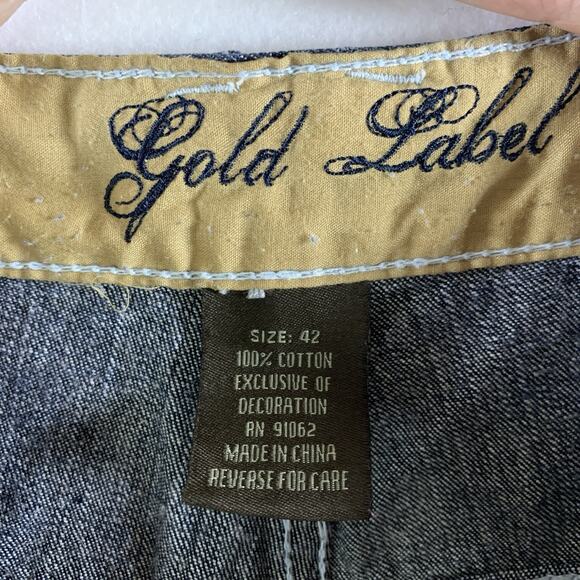 Gold Label
SIZE: 42
100% COTTON
EXCLUSIVE OF
DECORATION
RN 91062
MADE IN CHINA
REVERSE FOR CARE